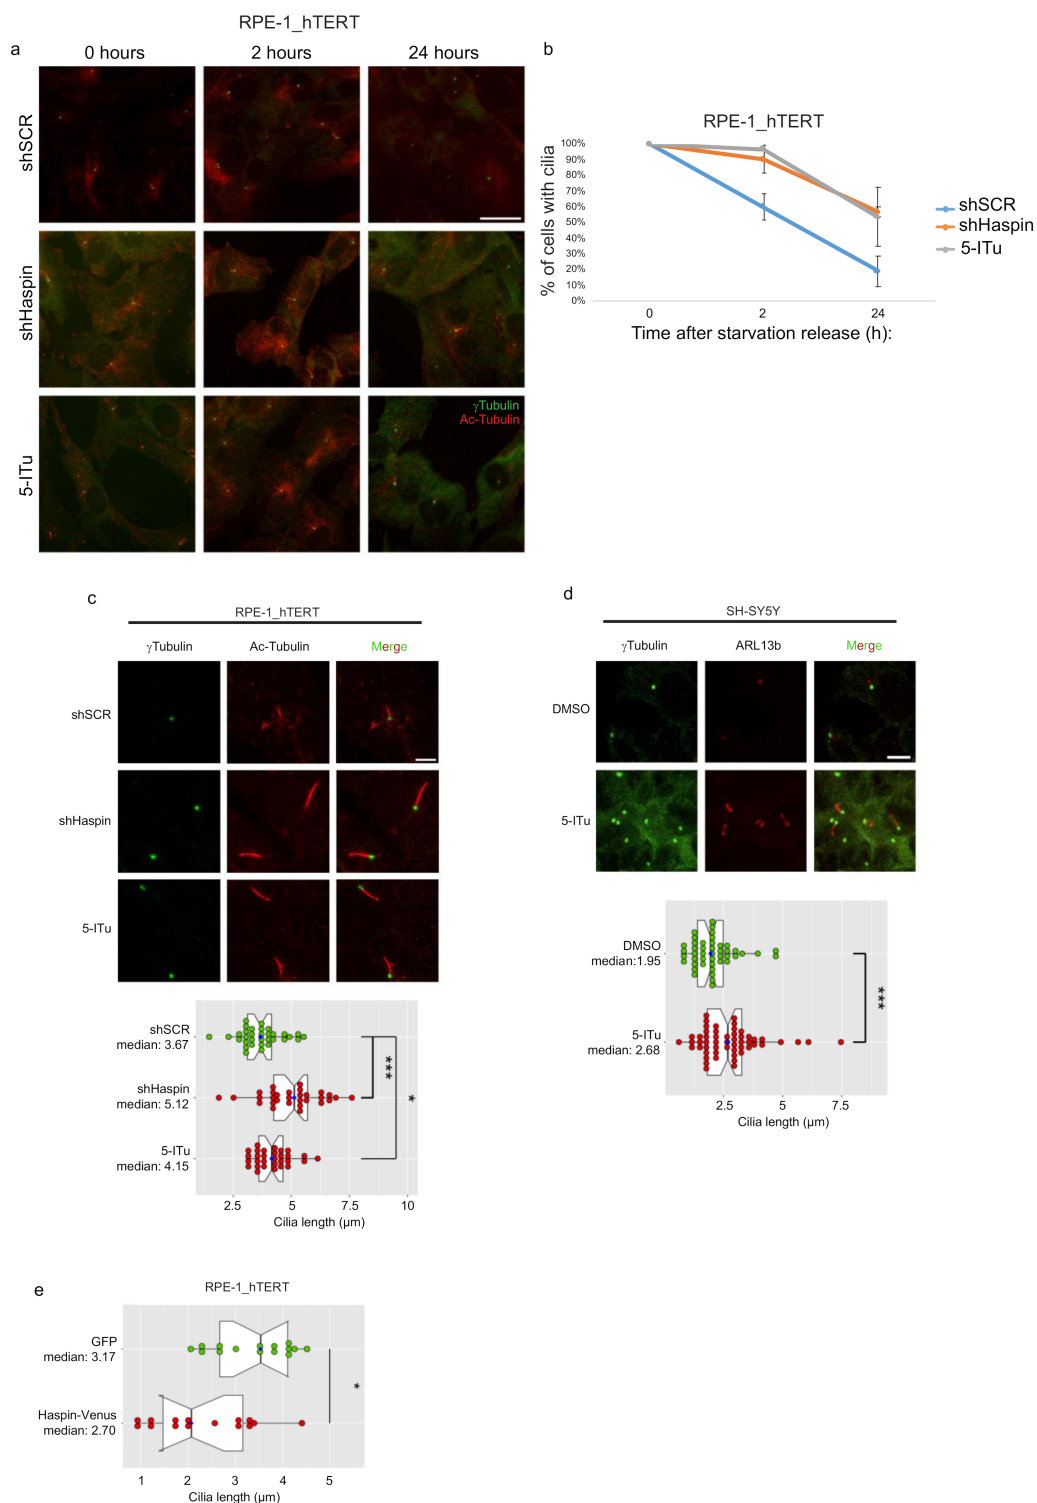 RPE-1_hTERT
a
0 hours
2 hours
24 hours
shSCR
shHaspin
5-ITu
γTubulin
Ac-Tubulin
b
RPE-1_hTERT
% of cells with cilia
100%
90%
80%
70%
60%
50%
40%
30%
20%
10%
0%
0
2
24
Time after starvation release (h):
shSCR
shHaspin
5-ITu
c
RPE-1_hTERT
γTubulin
Ac-Tubulin
Merge
shSCR
shHaspin
5-ITu
shSCR
median: 3.67
shHaspin
median: 5.12
5-ITu
median: 4.15
***
*
2.5
5
7.5
10
Cilia length (µm)
d
SH-SY5Y
γTubulin
ARL13b
Merge
DMSO
5-ITu
DMSO
median:1.95
5-ITu
median: 2.68
***
2.5
5
7.5
Cilia length (µm)
e
RPE-1_hTERT
GFP
median: 3.17
Haspin-Venus
median: 2.70
*
1
2
3
4
5
Cilia length (µm)